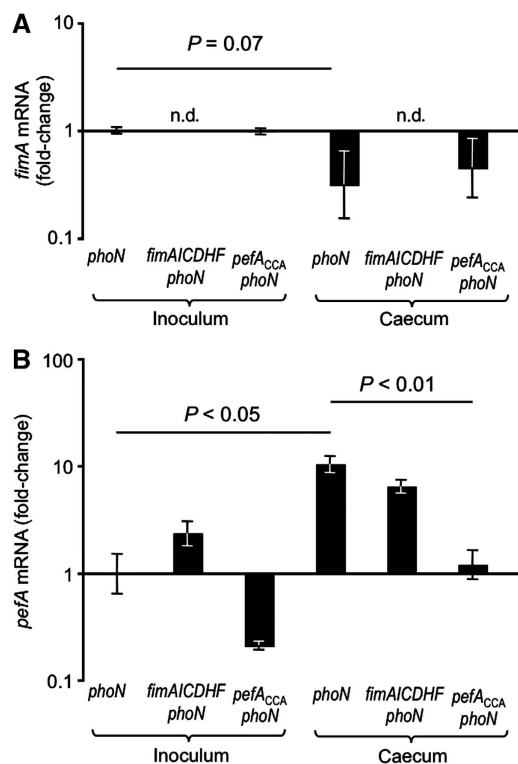 A
10
P = 0.07
n.d.
n.d.
1
0.1
fimA mRNA
(fold-change)
phoN
fimAICDHF
phoN
pefACCA
phoN
phoN
fimAICDHF
phoN
pefACCA
phoN
Inoculum
Caecum
B
100
P < 0.01
P < 0.05
10
1
0.1
pefA mRNA (fold-change)
phoN
fimAICDHF
phoN
pefACCA
phoN
phoN
fimAICDHF
phoN
pefACCA
phoN
Inoculum
Caecum